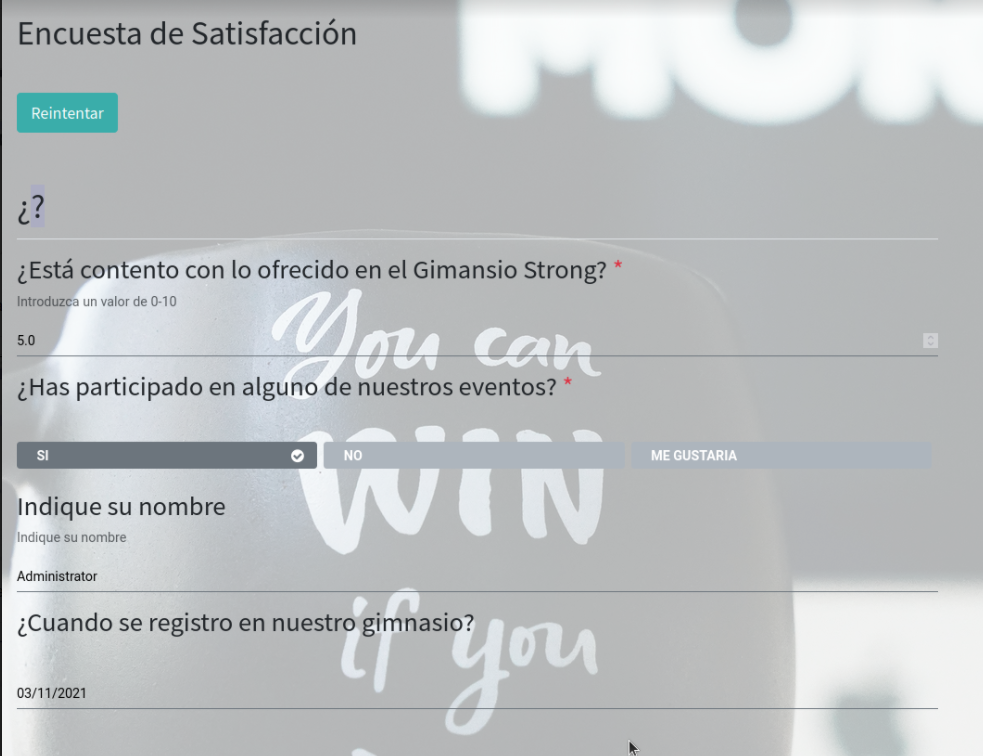 Encuesta de Satisfacción
Reintentar
¿?
¿Está contento con lo ofrecido en el Gimansio Strong? *
Introduzca un valor de 0-10
5.0
¿Has participado en alguno de nuestros eventos? *
SI NO ME GUSTARIA
Indique su nombre
Indique su nombre
Administrator
¿Cuando se registro en nuestro gimnasio?
03/11/2021
You can
WIN
if you